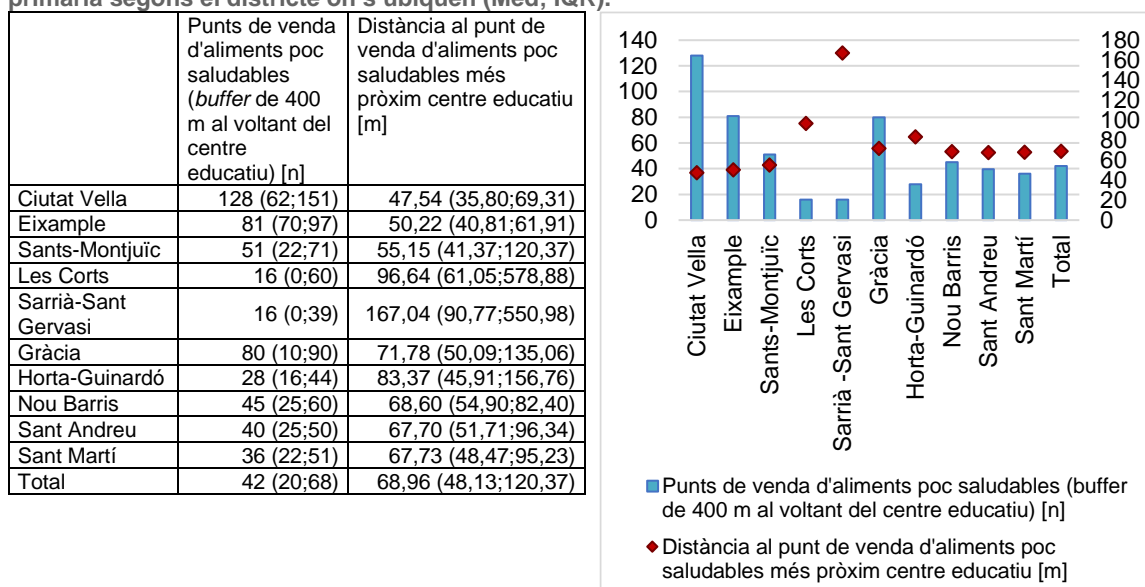 primària segons el districte on s'ubiquen (Med; IQR).
Punts de venda
d'aliments poc
saludables
(buffer de 400
m al voltant del
centre
educatiu) [n]
Distància al punt de
venda d'aliments poc
saludables més
pròxim centre educatiu
[m]
Ciutat Vella 128 (62;151) 47,54 (35,80;69,31)
Eixample 81 (70;97) 50,22 (40,81;61,91)
Sants-Montjuïc 51 (22;71) 55,15 (41,37;120,37)
Les Corts 16 (0;60) 96,64 (61,05;578,88)
Sarrià-Sant
Gervasi 16 (0;39) 167,04 (90,77;550,98)
Gràcia 80 (10;90) 71,78 (50,09;135,06)
Horta-Guinardó 28 (16;44) 83,37 (45,91;156,76)
Nou Barris 45 (25;60) 68,60 (54,90;82,40)
Sant Andreu 40 (25;50) 67,70 (51,71;96,34)
Sant Martí 36 (22;51) 67,73 (48,47;95,23)
Total 42 (20;68) 68,96 (48,13;120,37)
140
120
100
80
60
40
20
0
180
160
140
120
100
80
60
40
20
0
Ciutat Vella
Eixample
Sants-Montjuïc
Les Corts
Sarrià -Sant Gervasi
Gràcia
Horta-Guinardó
Nou Barris
Sant Andreu
Sant Martí
Total
Punts de venda d'aliments poc saludables (buffer
de 400 m al voltant del centre educatiu) [n]
Distància al punt de venda d'aliments poc
saludables més pròxim centre educatiu [m]